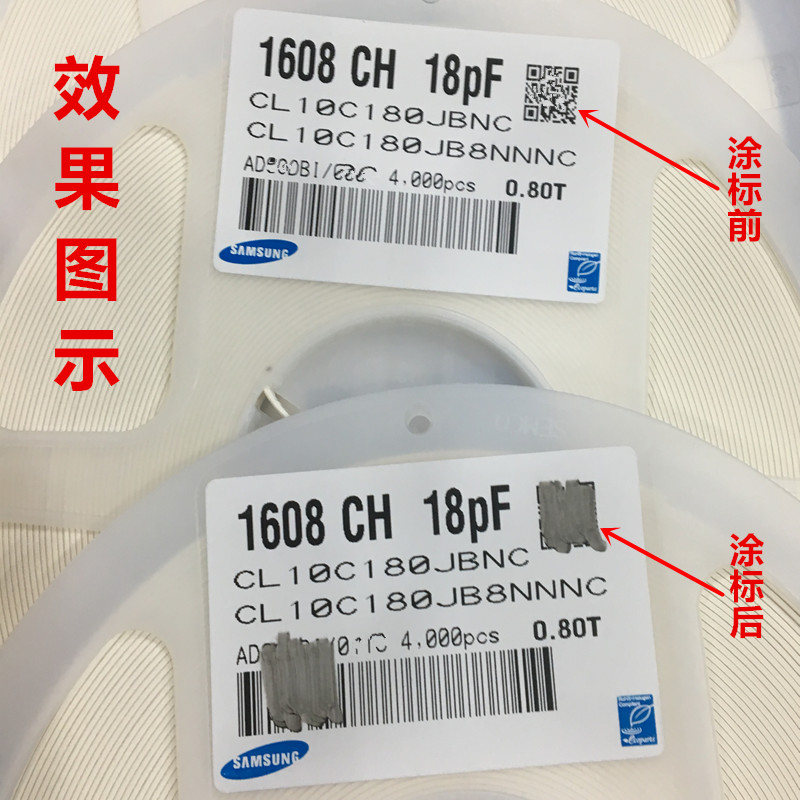 效果图示
1608 CH 18pF
CL10C180JBNC
CL10C180JB8NNNC
4,000pcs 0.80T
SAMSUNG
涂标前
1608 CH 18pF
CL10C180JBNC
CL10C180JB8NNNC
4,000pcs 0.80T
SAMSUNG
涂标后